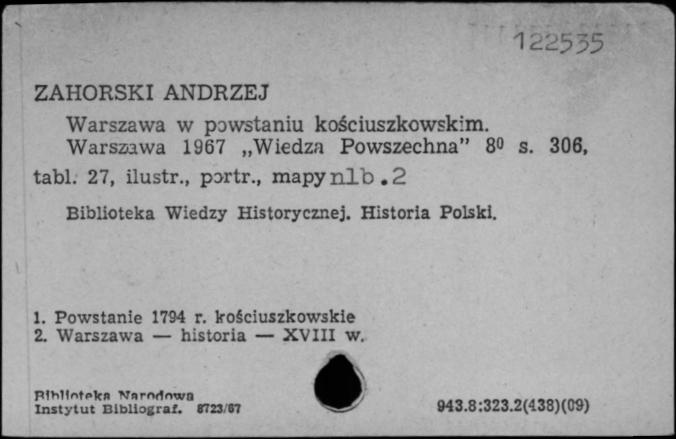 122535
ZAHORSKI ANDRZEJ
Warszawa w powstaniu kościuszkowskim.
Warszawa 1967 „Wiedza Powszechna” 8⁰ s. 306,
tabl. 27, ilustr., portr., mapy nlb.2
Biblioteka Wiedzy Historycznej. Historia Polski.
1. Powstanie 1794 r. kościuszkowskie
2. Warszawa — historia — XVIII w.
Biblioteka Narodowa
Instytut Bibliograf. 8723/67
943.8:323.2(438)(09)